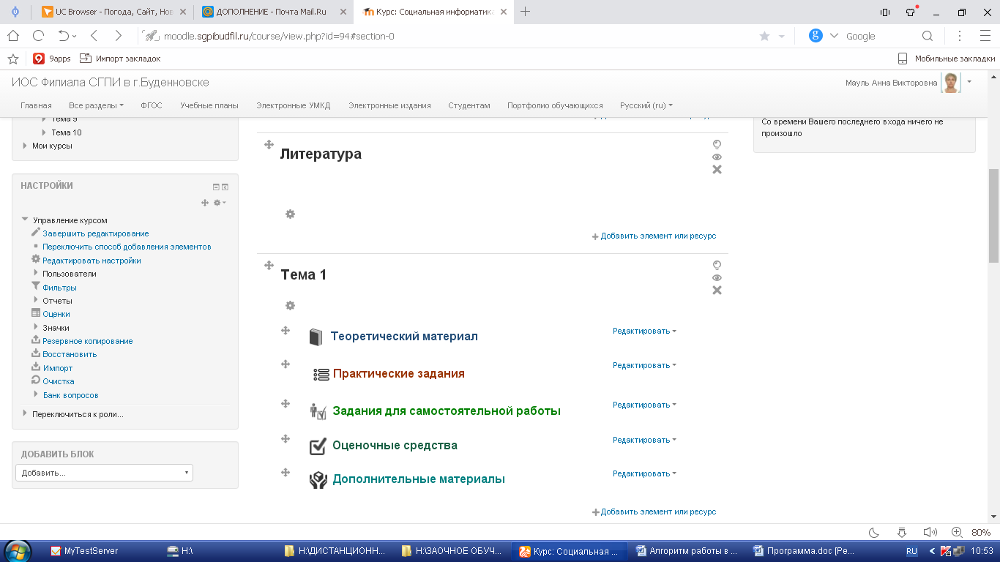 UC Browser - Погода, Сайт, Нов
ДОПОЛНЕНИЕ - Почта Mail.Ru
Курс: Социальная информатика
moodle.sgpibudfil.ru/course/view.php?id=94#section-0
Google
9apps
Импорт закладок
Мобильные закладки
ИОС Филиала СГПИ в г.Буденновске
Мауль Анна Викторовна
Главная
Все разделы
ФГОС
Учебные планы
Электронные УМКД
Электронные издания
Студентам
Портфолио обучающихся
Русский (ru)
Тема 9
Тема 10
Мои курсы
НАСТРОЙКИ
Управление курсом
Завершить редактирование
Переключить способ добавления элементов
Редактировать настройки
Пользователи
Фильтры
Отчеты
Оценки
Значки
Резервное копирование
Восстановить
Импорт
Очистка
Банк вопросов
Переключиться к роли...
ДОБАВИТЬ БЛОК
Добавить...
Литература
Добавить элемент или ресурс
Тема 1
Теоретический материал
Редактировать
Практические задания
Редактировать
Задания для самостоятельной работы
Редактировать
Оценочные средства
Редактировать
Дополнительные материалы
Редактировать
Добавить элемент или ресурс
Со времени Вашего последнего входа ничего не
произошло
80%
MyTestServer
H:\
H:\ДИСТАНЦИОНН...
H:\ЗАОЧНОЕ ОБУЧ...
Курс: Социальная ...
Алгоритм работы в ...
Программа.doc [Ре...
RU
10:53